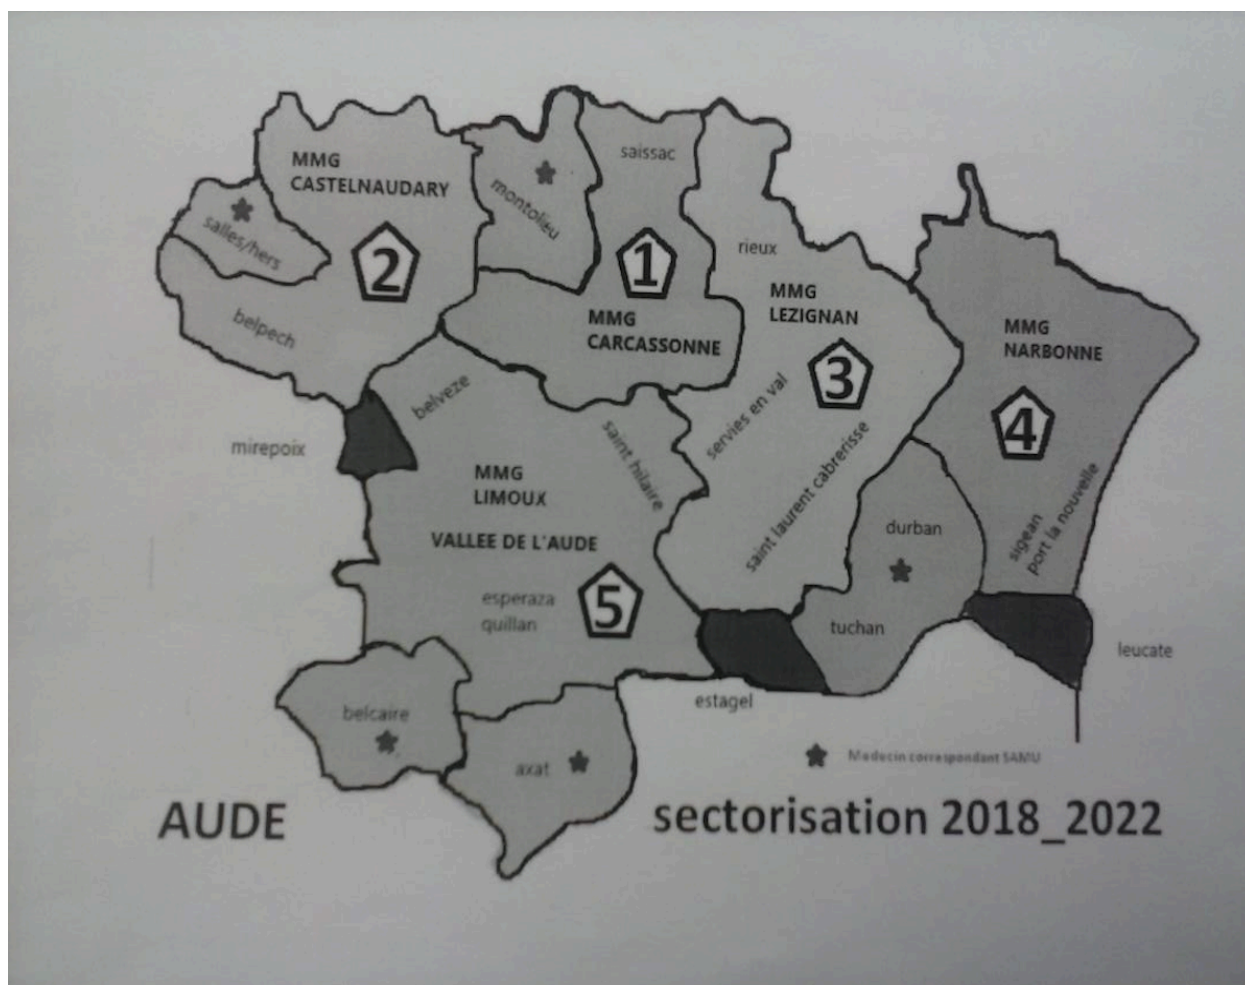 saissac
MMG
CASTELNAUDARY
montolieu
salles/hers
2
1
rieux
MMG
LEZIGNAN
belpech
MMG
CARCASSONNE
MMG
NARBONNE
3
belveze
servies en val
4
mirepoix
saint hilaire
saint laurent cabrerisse
MMG
LIMOUX
VALLEE DE L'AUDE
durban
sigean
port la nouvelle
esperaza
quillan
5
tuchan
leucate
estagel
belcaire
axat
Medecin correspondant SAMU
AUDE
sectorisation 2018_2022